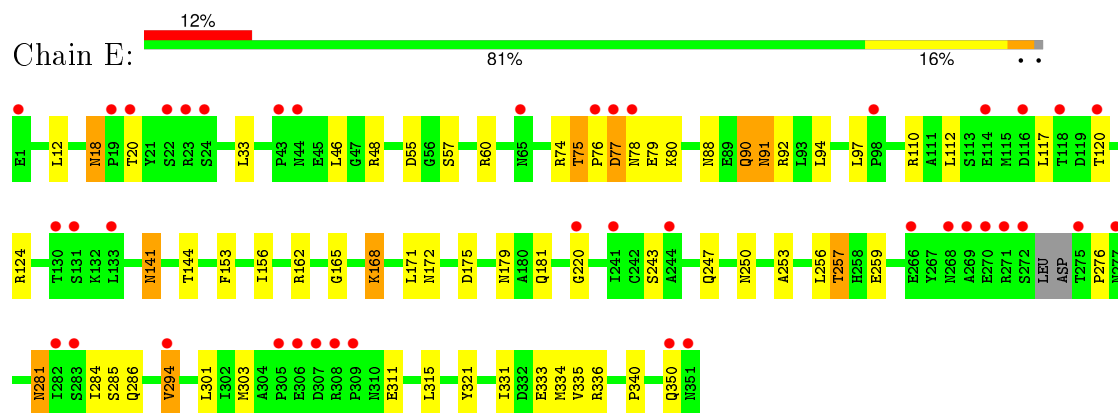 12%
Chain E:
81% 16% • •
E1 L12 N18 P19 T20 Y21 S22 R23 S24 L33 P43 N44 E45 L46 G47 R48 D55 G56 S57 R60 N65 R74 T75 P76 D77 N78 E79 K80 N88 E89 Q90 N91 R92 L93 L94 L97 P98 R110 A111 L112 S113 E114 M115 D116 L117 T118 D119 T120
R124 T130 S131 K132 L133 N141 T144 F153 I156 R162 G165 K168 L171 N172 D175 N179 A180 Q181 G220 I241 C242 S243 A244 Q247 N250 A253 L256 T257 H258 E259 E266 Y267 N268 A269 E270 R271 S272 LEU ASP T275 P276
N281 I282 S283 I284 S285 Q286 V294 L301 I302 M303 A304 P305 E306 D307 R308 P309 N310 E311 L315 Y321 I331 D332 E333 M334 V335 R336 P340 Q350 N351